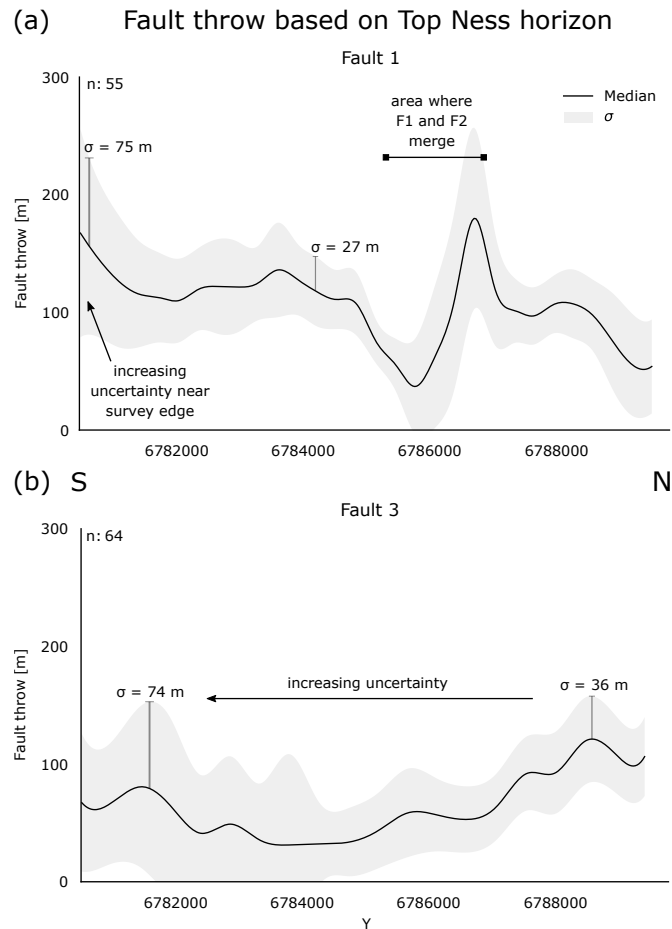 (a) Fault throw based on Top Ness horizon
Fault 1
300
n: 55
area where
F1 and F2
merge
Median
σ
σ = 75 m
200
σ = 27 m
Fault throw [m]
100
increasing
uncertainty near
survey edge
0
6782000 6784000 6786000 6788000
(b) S N
Fault 3
300
n: 64
200
σ = 74 m
increasing uncertainty
σ = 36 m
Fault throw [m]
100
0
6782000 6784000 6786000 6788000
Y